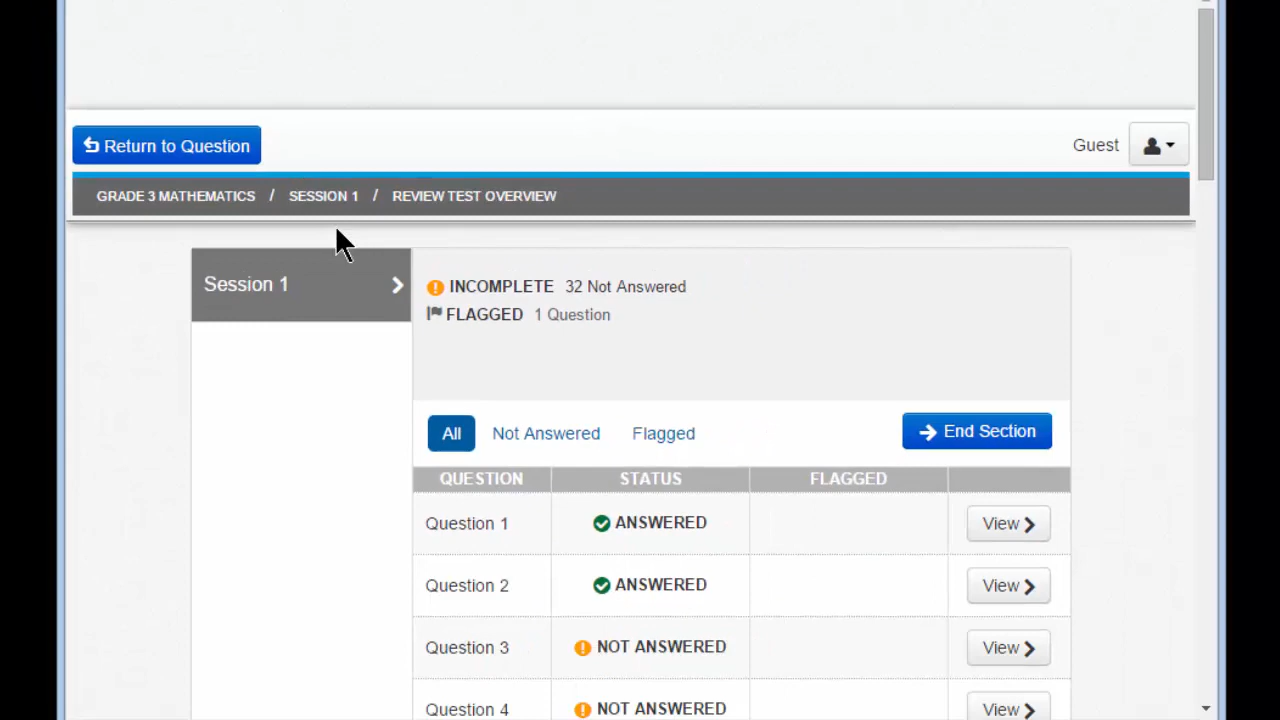 Return to Question
Guest
GRADE 3 MATHEMATICS / SESSION 1 / REVIEW TEST OVERVIEW
Session 1
INCOMPLETE 32 Not Answered
FLAGGED 1 Question
All Not Answered Flagged End Section
QUESTION STATUS FLAGGED
Question 1 ANSWERED View
Question 2 ANSWERED View
Question 3 NOT ANSWERED View
Question 4 NOT ANSWERED View